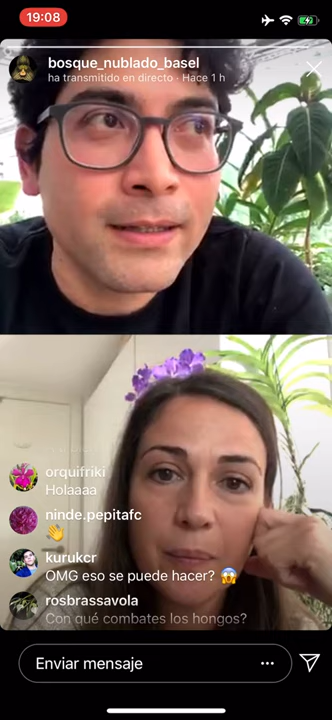 19:08
bosque_nublado_basel
ha transmitido en directo · Hace 1 h
orquifriki
Holaaaa
ninde.pepitafc
👋
kurukcr
OMG eso se puede hacer? 😱
rosbrassavola
Con qué combates los hongos?
Enviar mensaje